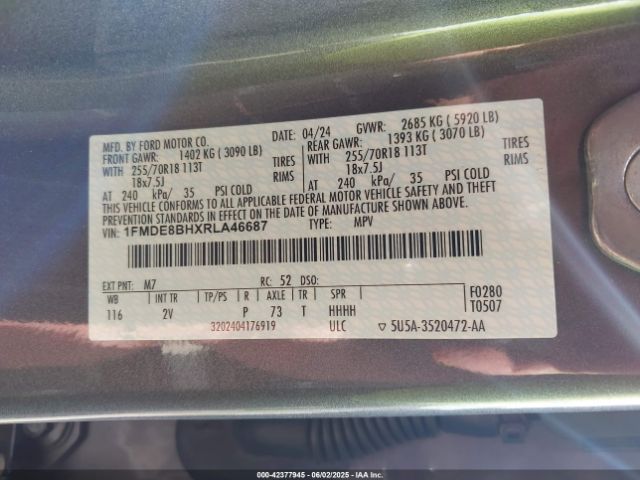 MFD. BY FORD MOTOR CO. DATE: 04/24 GVWR: 2685 KG ( 5920 LB)
FRONT GAWR: 1402 KG ( 3090 LB) REAR GAWR: 1393 KG ( 3070 LB)
WITH 255/70R18 113T TIRES WITH 255/70R18 113T TIRES
18x7.5J RIMS 18x7.5J RIMS
AT 240 kPa/ 35 PSI COLD AT 240 kPa/ 35 PSI COLD
THIS VEHICLE CONFORMS TO ALL APPLICABLE FEDERAL MOTOR VEHICLE SAFETY AND THEFT
PREVENTION STANDARDS IN EFFECT ON THE DATE OF MANUFACTURE SHOWN ABOVE.
VIN: 1FMDE8BHXRLA46687 TYPE: MPV
EXT PNT: M7 RC: 52 DSO:
WB INT TR TP/PS R AXLE TR SPR F0280
116 2V P 73 T HHHH T0507
3202404176919 ULC ▽ 5U5A-3520472-AA
00-42377945 - 06/02/2025 - IAA, Inc.